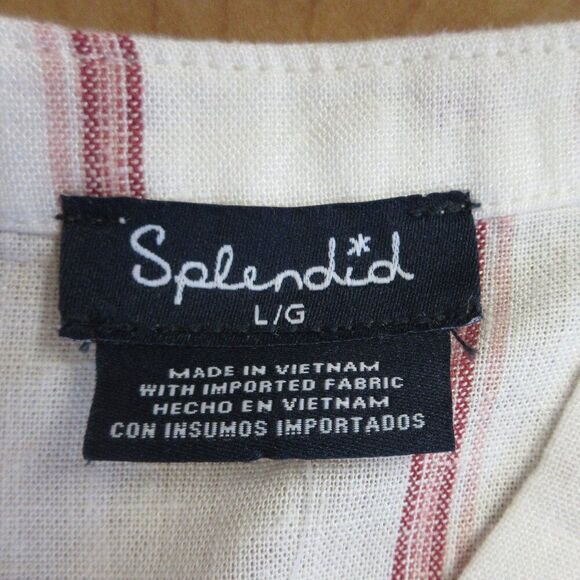 Splendid
L/G
MADE IN VIETNAM
WITH IMPORTED FABRIC
HECHO EN VIETNAM
CON INSUMOS IMPORTADOS